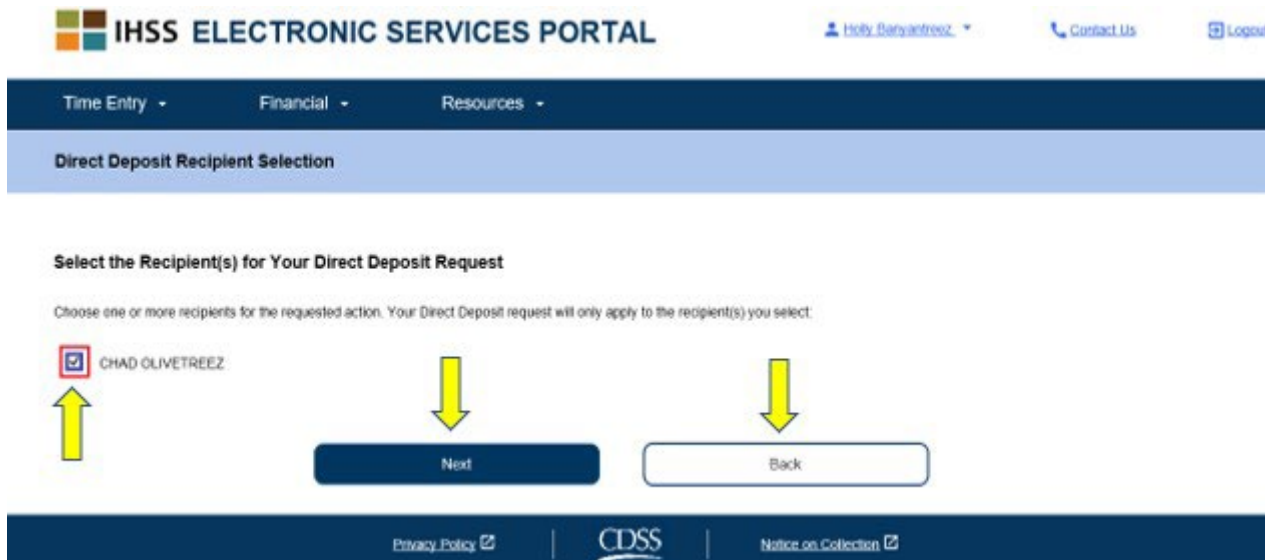 IHSS ELECTRONIC SERVICES PORTAL
Holly Banyantreez
Contact Us
Logout
Time Entry
Financial
Resources
Direct Deposit Recipient Selection
Select the Recipient(s) for Your Direct Deposit Request
Choose one or more recipients for the requested action. Your Direct Deposit request will only apply to the recipient(s) you select:
CHAD OLIVETREEZ
Next
Back
Privacy Policy
CDSS
Notice on Collection